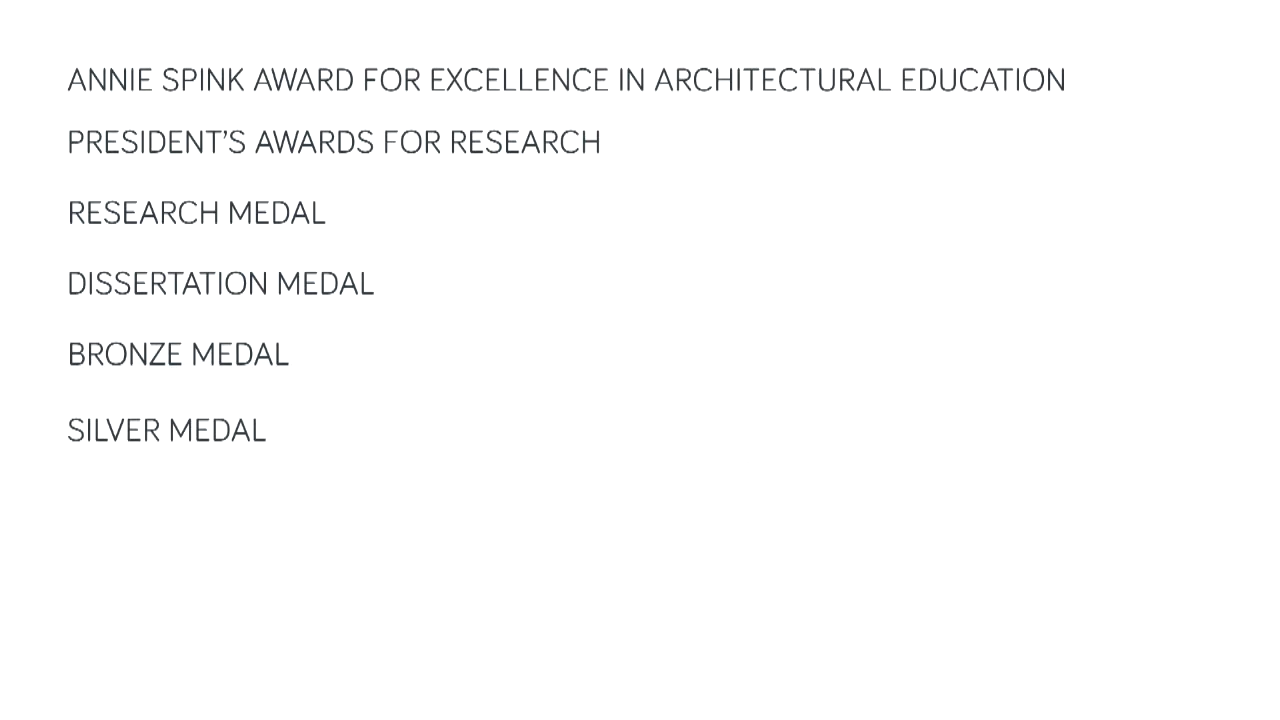 ANNIE SPINK AWARD FOR EXCELLENCE IN ARCHITECTURAL EDUCATION
PRESIDENT’S AWARDS FOR RESEARCH
RESEARCH MEDAL
DISSERTATION MEDAL
BRONZE MEDAL
SILVER MEDAL